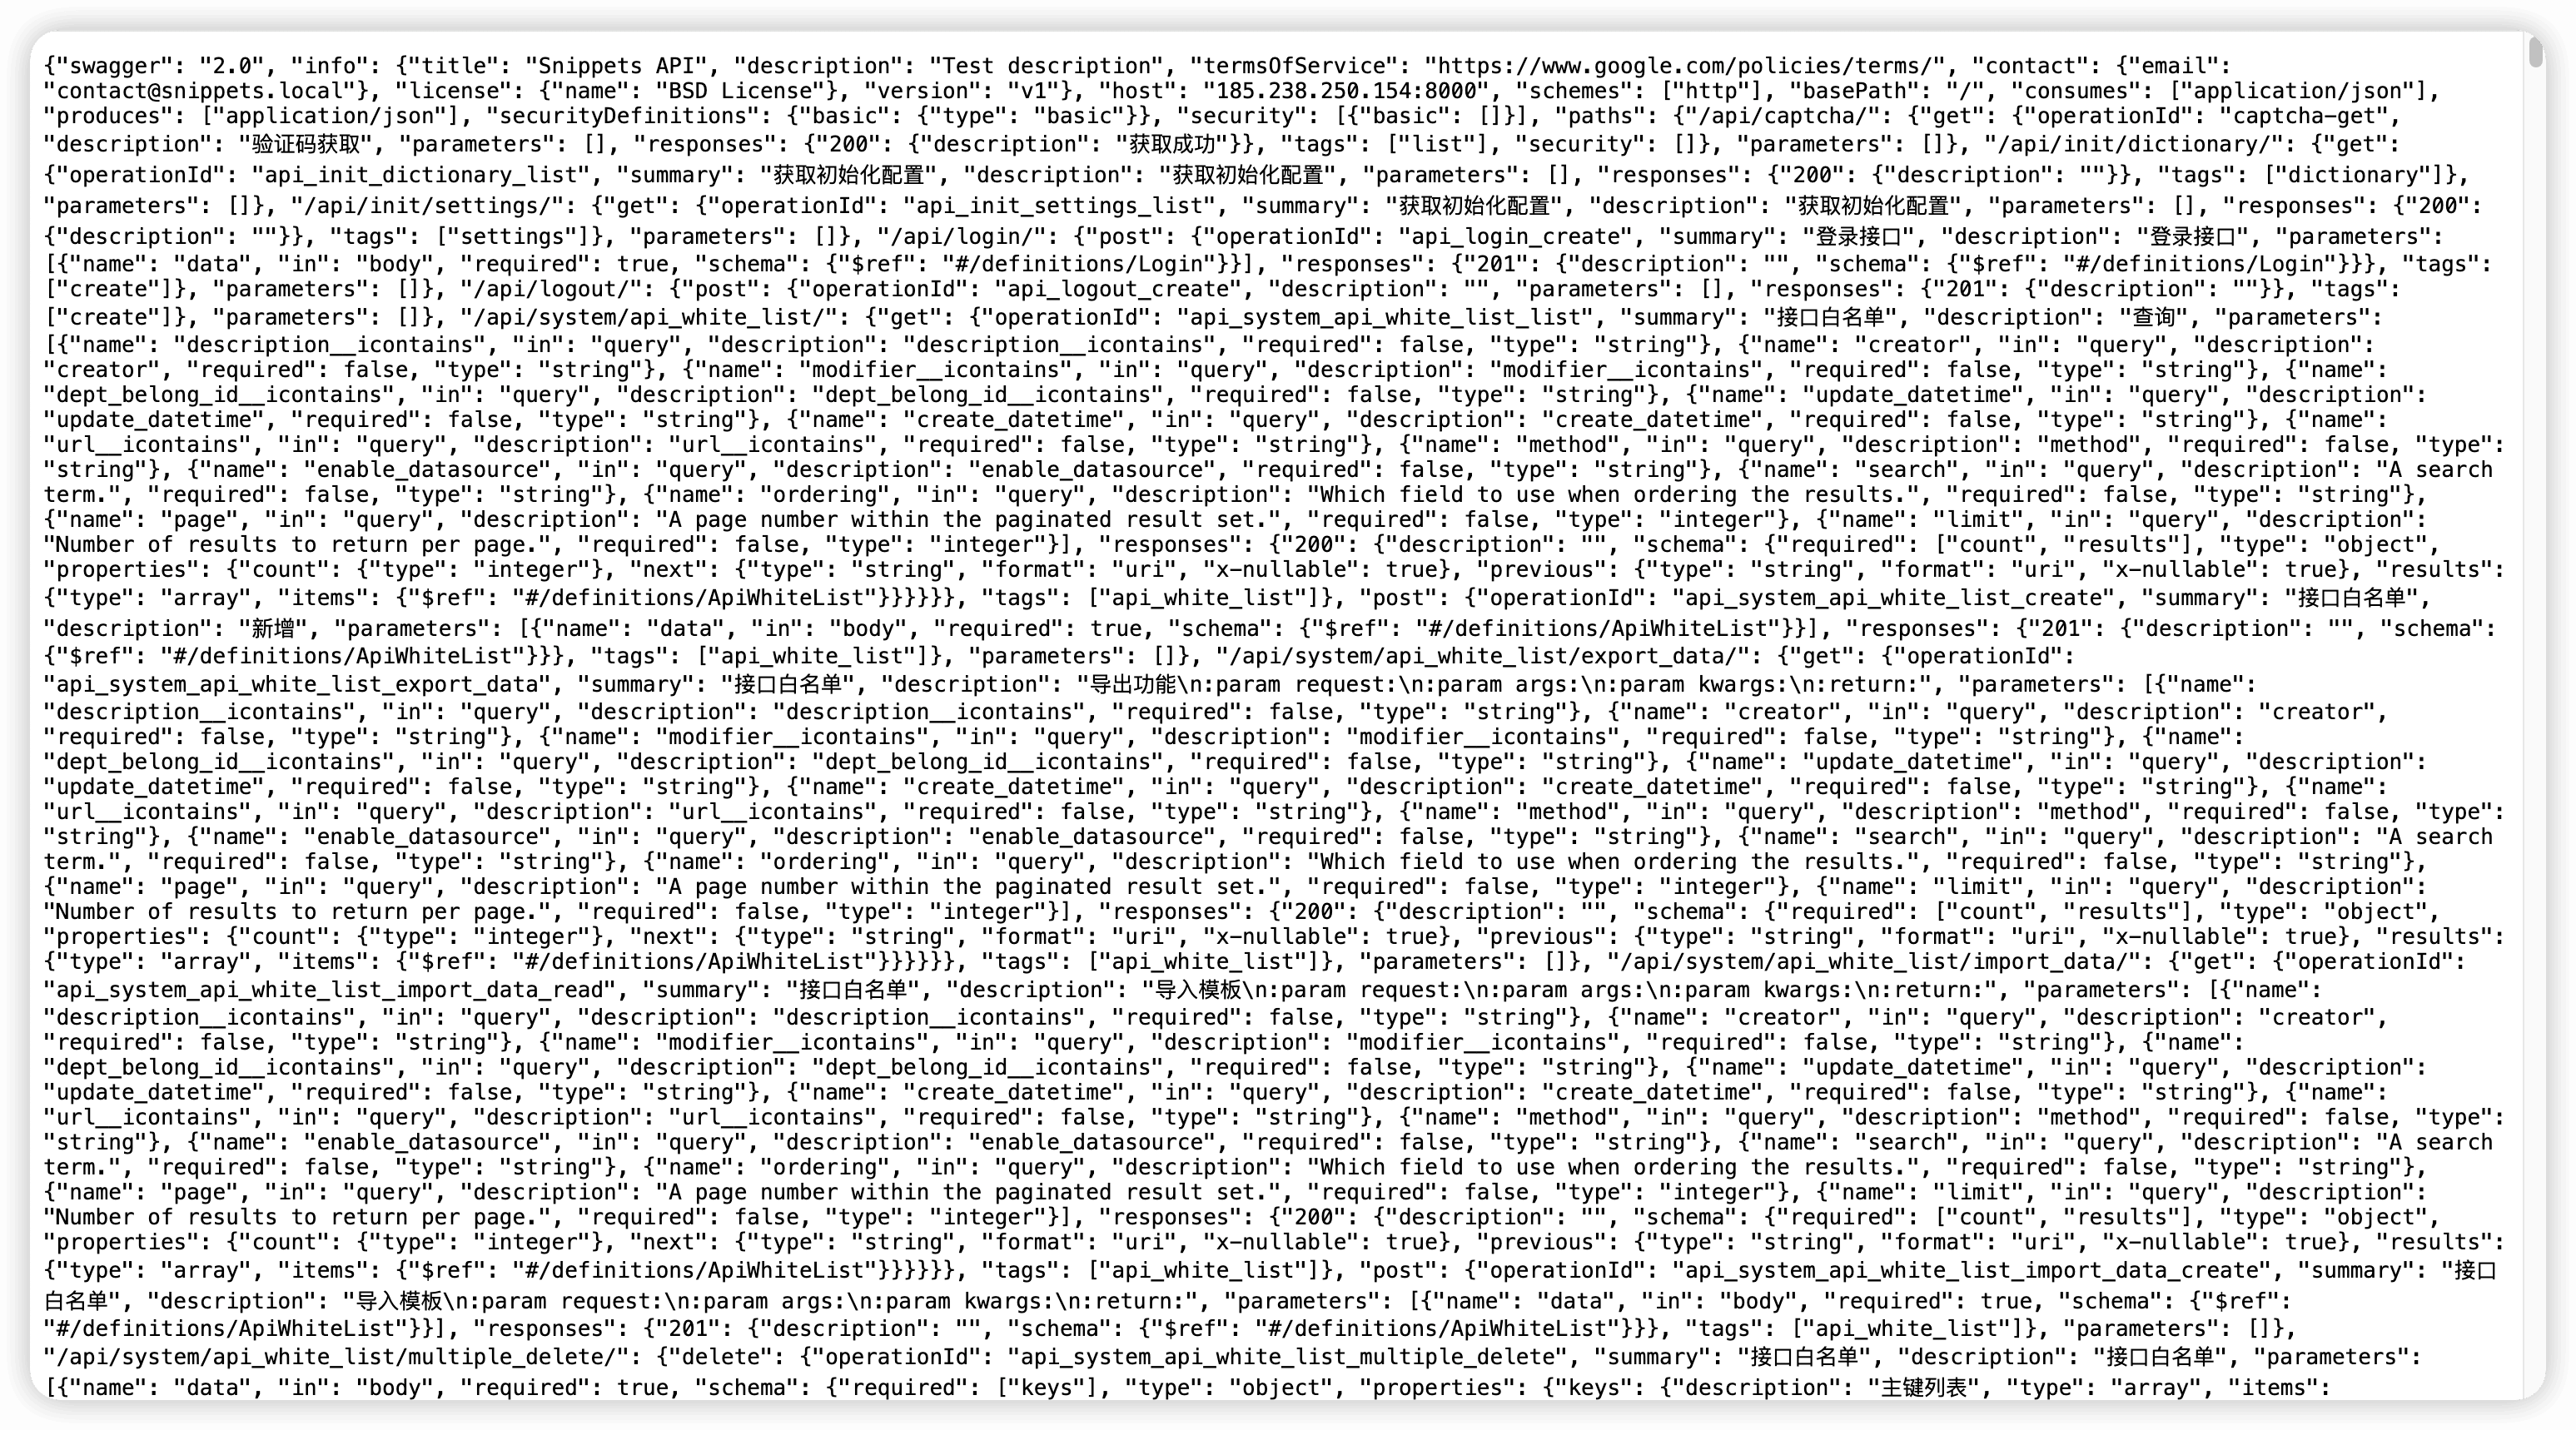 {"swagger": "2.0", "info": {"title": "Snippets API", "description": "Test description", "termsOfService": "https://www.google.com/policies/terms/", "contact": {"email":
"contact@snippets.local"}, "license": {"name": "BSD License"}, "version": "v1"}, "host": "185.238.250.154:8000", "schemes": ["http"], "basePath": "/", "consumes": ["application/json"],
"produces": ["application/json"], "securityDefinitions": {"basic": {"type": "basic"}}, "security": [{"basic": []}], "paths": {"/api/captcha/": {"get": {"operationId": "captcha-get",
"description": "验证码获取", "parameters": [], "responses": {"200": {"description": "获取成功"}}, "tags": ["list"], "security": []}, "parameters": []}, "/api/init/dictionary/": {"get":
{"operationId": "api_init_dictionary_list", "summary": "获取初始化配置", "description": "获取初始化配置", "parameters": [], "responses": {"200": {"description": ""}}, "tags": ["dictionary"]},
"parameters": []}, "/api/init/settings/": {"get": {"operationId": "api_init_settings_list", "summary": "获取初始化配置", "description": "获取初始化配置", "parameters": [], "responses": {"200":
{"description": ""}}, "tags": ["settings"]}, "parameters": []}, "/api/login/": {"post": {"operationId": "api_login_create", "summary": "登录接口", "description": "登录接口", "parameters":
[{"name": "data", "in": "body", "required": true, "schema": {"$ref": "#/definitions/Login"}}], "responses": {"201": {"description": "", "schema": {"$ref": "#/definitions/Login"}}}, "tags":
["create"]}, "parameters": []}, "/api/logout/": {"post": {"operationId": "api_logout_create", "description": "", "parameters": [], "responses": {"201": {"description": ""}}, "tags":
["create"]}, "parameters": []}, "/api/system/api_white_list/": {"get": {"operationId": "api_system_api_white_list_list", "summary": "接口白名单", "description": "查询", "parameters":
[{"name": "description__icontains", "in": "query", "description": "description__icontains", "required": false, "type": "string"}, {"name": "creator", "in": "query", "description":
"creator", "required": false, "type": "string"}, {"name": "modifier__icontains", "in": "query", "description": "modifier__icontains", "required": false, "type": "string"}, {"name":
"dept_belong_id__icontains", "in": "query", "description": "dept_belong_id__icontains", "required": false, "type": "string"}, {"name": "update_datetime", "in": "query", "description":
"update_datetime", "required": false, "type": "string"}, {"name": "create_datetime", "in": "query", "description": "create_datetime", "required": false, "type": "string"}, {"name":
"url__icontains", "in": "query", "description": "url__icontains", "required": false, "type": "string"}, {"name": "method", "in": "query", "description": "method", "required": false, "type":
"string"}, {"name": "enable_datasource", "in": "query", "description": "enable_datasource", "required": false, "type": "string"}, {"name": "search", "in": "query", "description": "A search
term.", "required": false, "type": "string"}, {"name": "ordering", "in": "query", "description": "Which field to use when ordering the results.", "required": false, "type": "string"},
{"name": "page", "in": "query", "description": "A page number within the paginated result set.", "required": false, "type": "integer"}, {"name": "limit", "in": "query", "description":
"Number of results to return per page.", "required": false, "type": "integer"}], "responses": {"200": {"description": "", "schema": {"required": ["count", "results"], "type": "object",
"properties": {"count": {"type": "integer"}, "next": {"type": "string", "format": "uri", "x-nullable": true}, "previous": {"type": "string", "format": "uri", "x-nullable": true}, "results":
{"type": "array", "items": {"$ref": "#/definitions/ApiWhiteList"}}}}}}, "tags": ["api_white_list"]}, "post": {"operationId": "api_system_api_white_list_create", "summary": "接口白名单",
"description": "新增", "parameters": [{"name": "data", "in": "body", "required": true, "schema": {"$ref": "#/definitions/ApiWhiteList"}}], "responses": {"201": {"description": "", "schema":
{"$ref": "#/definitions/ApiWhiteList"}}}, "tags": ["api_white_list"]}, "parameters": []}, "/api/system/api_white_list/export_data/": {"get": {"operationId":
"api_system_api_white_list_export_data", "summary": "接口白名单", "description": "导出功能\n:param request:\n:param args:\n:param kwargs:\n:return:", "parameters": [{"name":
"description__icontains", "in": "query", "description": "description__icontains", "required": false, "type": "string"}, {"name": "creator", "in": "query", "description": "creator",
"required": false, "type": "string"}, {"name": "modifier__icontains", "in": "query", "description": "modifier__icontains", "required": false, "type": "string"}, {"name":
"dept_belong_id__icontains", "in": "query", "description": "dept_belong_id__icontains", "required": false, "type": "string"}, {"name": "update_datetime", "in": "query", "description":
"update_datetime", "required": false, "type": "string"}, {"name": "create_datetime", "in": "query", "description": "create_datetime", "required": false, "type": "string"}, {"name":
"url__icontains", "in": "query", "description": "url__icontains", "required": false, "type": "string"}, {"name": "method", "in": "query", "description": "method", "required": false, "type":
"string"}, {"name": "enable_datasource", "in": "query", "description": "enable_datasource", "required": false, "type": "string"}, {"name": "search", "in": "query", "description": "A search
term.", "required": false, "type": "string"}, {"name": "ordering", "in": "query", "description": "Which field to use when ordering the results.", "required": false, "type": "string"},
{"name": "page", "in": "query", "description": "A page number within the paginated result set.", "required": false, "type": "integer"}, {"name": "limit", "in": "query", "description":
"Number of results to return per page.", "required": false, "type": "integer"}], "responses": {"200": {"description": "", "schema": {"required": ["count", "results"], "type": "object",
"properties": {"count": {"type": "integer"}, "next": {"type": "string", "format": "uri", "x-nullable": true}, "previous": {"type": "string", "format": "uri", "x-nullable": true}, "results":
{"type": "array", "items": {"$ref": "#/definitions/ApiWhiteList"}}}}}}, "tags": ["api_white_list"]}, "parameters": []}, "/api/system/api_white_list/import_data/": {"get": {"operationId":
"api_system_api_white_list_import_data_read", "summary": "接口白名单", "description": "导入模板\n:param request:\n:param args:\n:param kwargs:\n:return:", "parameters": [{"name":
"description__icontains", "in": "query", "description": "description__icontains", "required": false, "type": "string"}, {"name": "creator", "in": "query", "description": "creator",
"required": false, "type": "string"}, {"name": "modifier__icontains", "in": "query", "description": "modifier__icontains", "required": false, "type": "string"}, {"name":
"dept_belong_id__icontains", "in": "query", "description": "dept_belong_id__icontains", "required": false, "type": "string"}, {"name": "update_datetime", "in": "query", "description":
"update_datetime", "required": false, "type": "string"}, {"name": "create_datetime", "in": "query", "description": "create_datetime", "required": false, "type": "string"}, {"name":
"url__icontains", "in": "query", "description": "url__icontains", "required": false, "type": "string"}, {"name": "method", "in": "query", "description": "method", "required": false, "type":
"string"}, {"name": "enable_datasource", "in": "query", "description": "enable_datasource", "required": false, "type": "string"}, {"name": "search", "in": "query", "description": "A search
term.", "required": false, "type": "string"}, {"name": "ordering", "in": "query", "description": "Which field to use when ordering the results.", "required": false, "type": "string"},
{"name": "page", "in": "query", "description": "A page number within the paginated result set.", "required": false, "type": "integer"}, {"name": "limit", "in": "query", "description":
"Number of results to return per page.", "required": false, "type": "integer"}], "responses": {"200": {"description": "", "schema": {"required": ["count", "results"], "type": "object",
"properties": {"count": {"type": "integer"}, "next": {"type": "string", "format": "uri", "x-nullable": true}, "previous": {"type": "string", "format": "uri", "x-nullable": true}, "results":
{"type": "array", "items": {"$ref": "#/definitions/ApiWhiteList"}}}}}}, "tags": ["api_white_list"]}, "post": {"operationId": "api_system_api_white_list_import_data_create", "summary": "接口
白名单", "description": "导入模板\n:param request:\n:param args:\n:param kwargs:\n:return:", "parameters": [{"name": "data", "in": "body", "required": true, "schema": {"$ref":
"#/definitions/ApiWhiteList"}}], "responses": {"201": {"description": "", "schema": {"$ref": "#/definitions/ApiWhiteList"}}}, "tags": ["api_white_list"]}, "parameters": []},
"/api/system/api_white_list/multiple_delete/": {"delete": {"operationId": "api_system_api_white_list_multiple_delete", "summary": "接口白名单", "description": "接口白名单", "parameters":
[{"name": "data", "in": "body", "required": true, "schema": {"required": ["keys"], "type": "object", "properties": {"keys": {"description": "主键列表", "type": "array", "items":